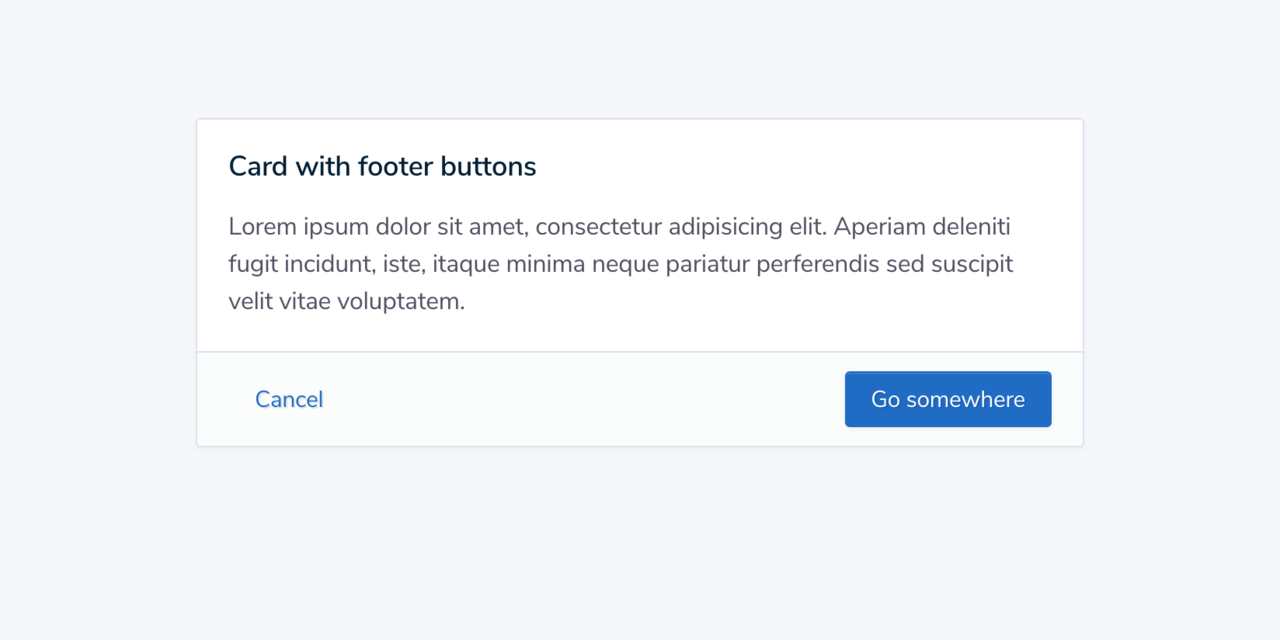 Card with footer buttons
Lorem ipsum dolor sit amet, consectetur adipisicing elit. Aperiam deleniti
fugit incidunt, iste, itaque minima neque pariatur perferendis sed suscipit
velit vitae voluptatem.
Cancel
Go somewhere